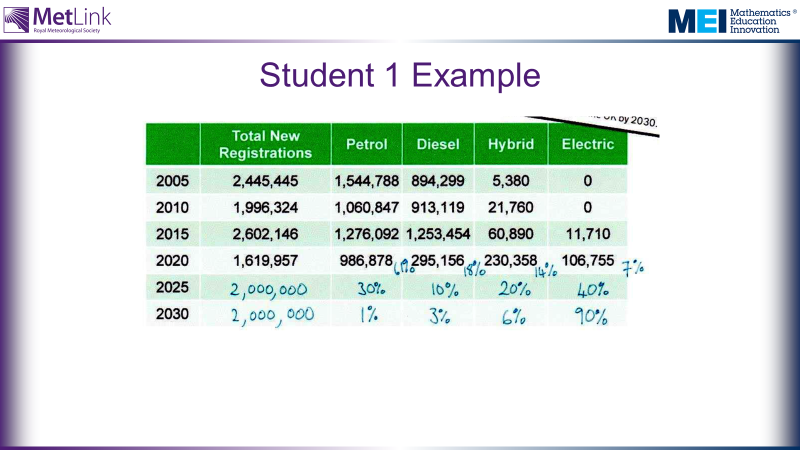 MetLink
Royal Meteorological Society
MEI Mathematics ®
Education
Innovation
Student 1 Example
UK by 2030.
Total New Registrations Petrol Diesel Hybrid Electric
2005 2,445,445 1,544,788 894,299 5,380 0
2010 1,996,324 1,060,847 913,119 21,760 0
2015 2,602,146 1,276,092 1,253,454 60,890 11,710
2020 1,619,957 986,878 61% 295,156 18% 230,358 14% 106,755 7%
2025 2,000,000 30% 10% 20% 40%
2030 2,000,000 1% 3% 6% 90%